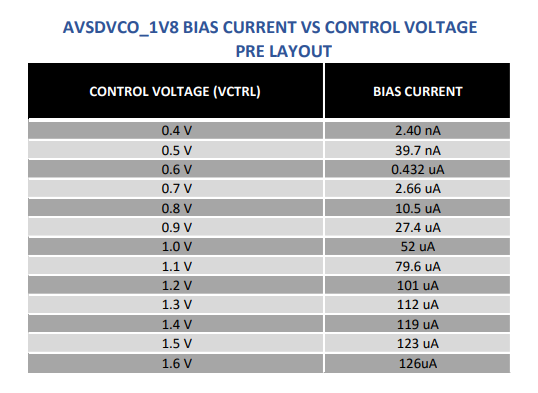 AVSDVCO_1V8 BIAS CURRENT VS CONTROL VOLTAGE
PRE LAYOUT
CONTROL VOLTAGE (VCTRL) BIAS CURRENT
0.4 V 2.40 nA
0.5 V 39.7 nA
0.6 V 0.432 uA
0.7 V 2.66 uA
0.8 V 10.5 uA
0.9 V 27.4 uA
1.0 V 52 uA
1.1 V 79.6 uA
1.2 V 101 uA
1.3 V 112 uA
1.4 V 119 uA
1.5 V 123 uA
1.6 V 126uA